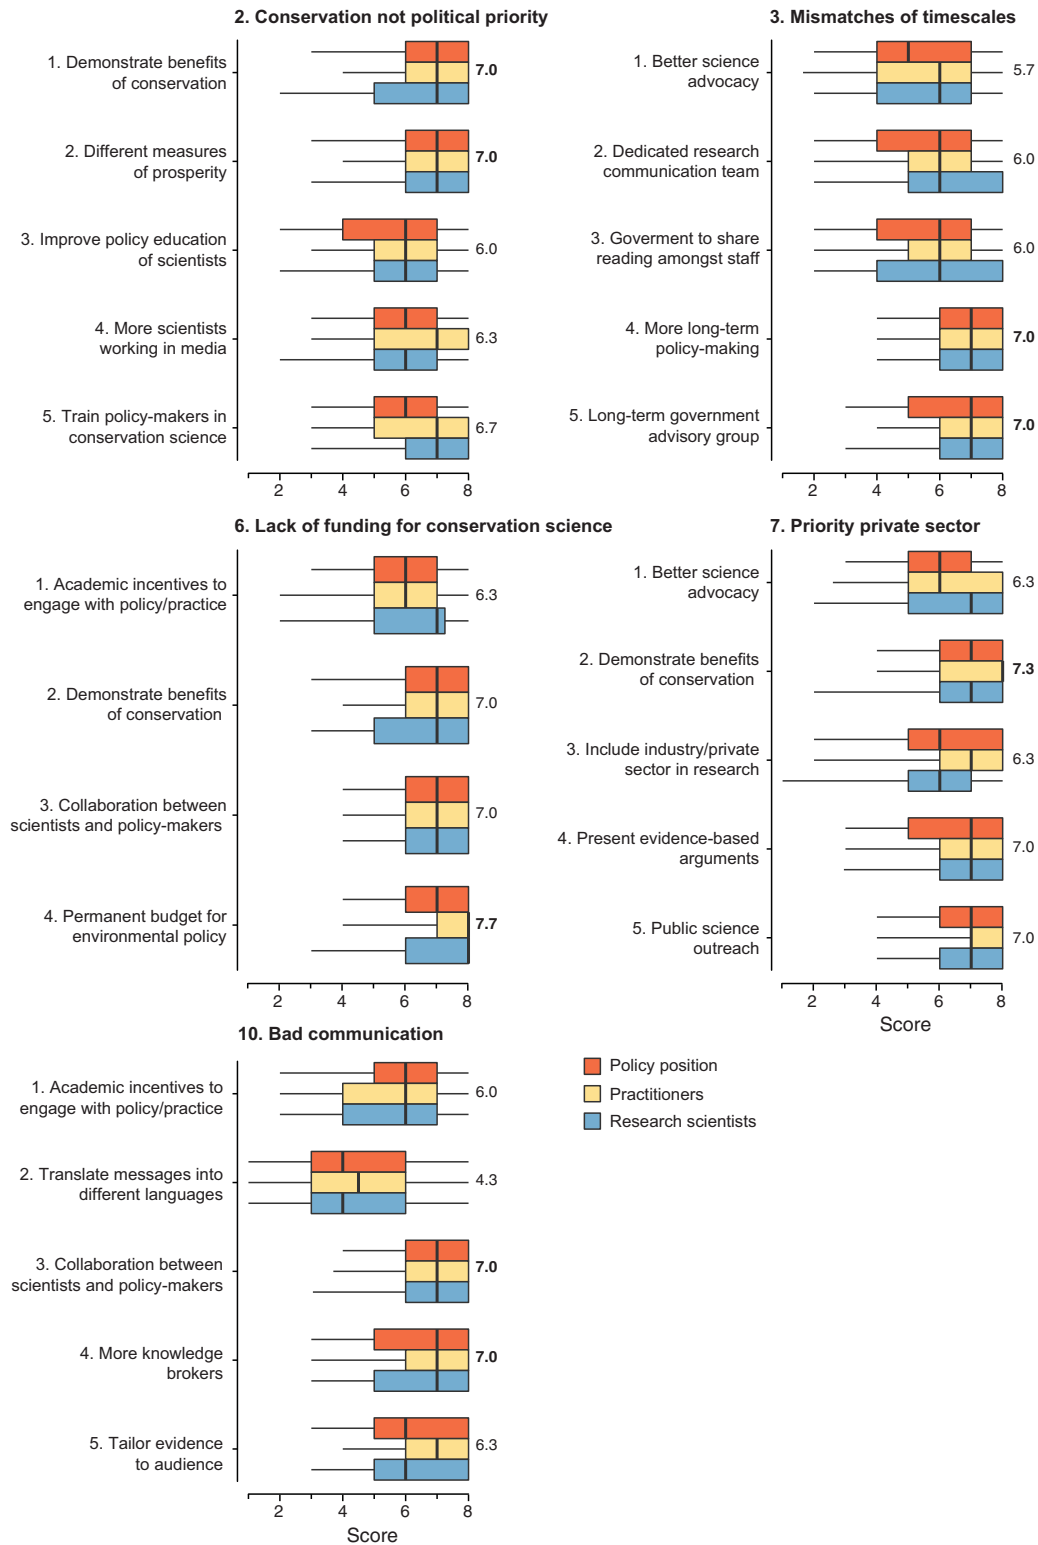 2. Conservation not political priority
1. Demonstrate benefits
of conservation
7.0
2. Different measures
of prosperity
7.0
3. Improve policy education
of scientists
6.0
4. More scientists
working in media
6.3
5. Train policy-makers in
conservation science
6.7
2 4 6 8
3. Mismatches of timescales
1. Better science
advocacy
5.7
2. Dedicated research
communication team
6.0
3. Goverment to share
reading amongst staff
6.0
4. More long-term
policy-making
7.0
5. Long-term government
advisory group
7.0
2 4 6 8
6. Lack of funding for conservation science
1. Academic incentives to
engage with policy/practice
6.3
2. Demonstrate benefits
of conservation
7.0
3. Collaboration between
scientists and policy-makers
7.0
4. Permanent budget for
environmental policy
7.7
2 4 6 8
7. Priority private sector
1. Better science
advocacy
6.3
2. Demonstrate benefits
of conservation
7.3
3. Include industry/private
sector in research
6.3
4. Present evidence-based
arguments
7.0
5. Public science
outreach
7.0
2 4 6 8
Score
10. Bad communication
1. Academic incentives to
engage with policy/practice
6.0
2. Translate messages into
different languages
4.3
3. Collaboration between
scientists and policy-makers
7.0
4. More knowledge
brokers
7.0
5. Tailor evidence
to audience
6.3
2 4 6 8
Score
Policy position
Practitioners
Research scientists